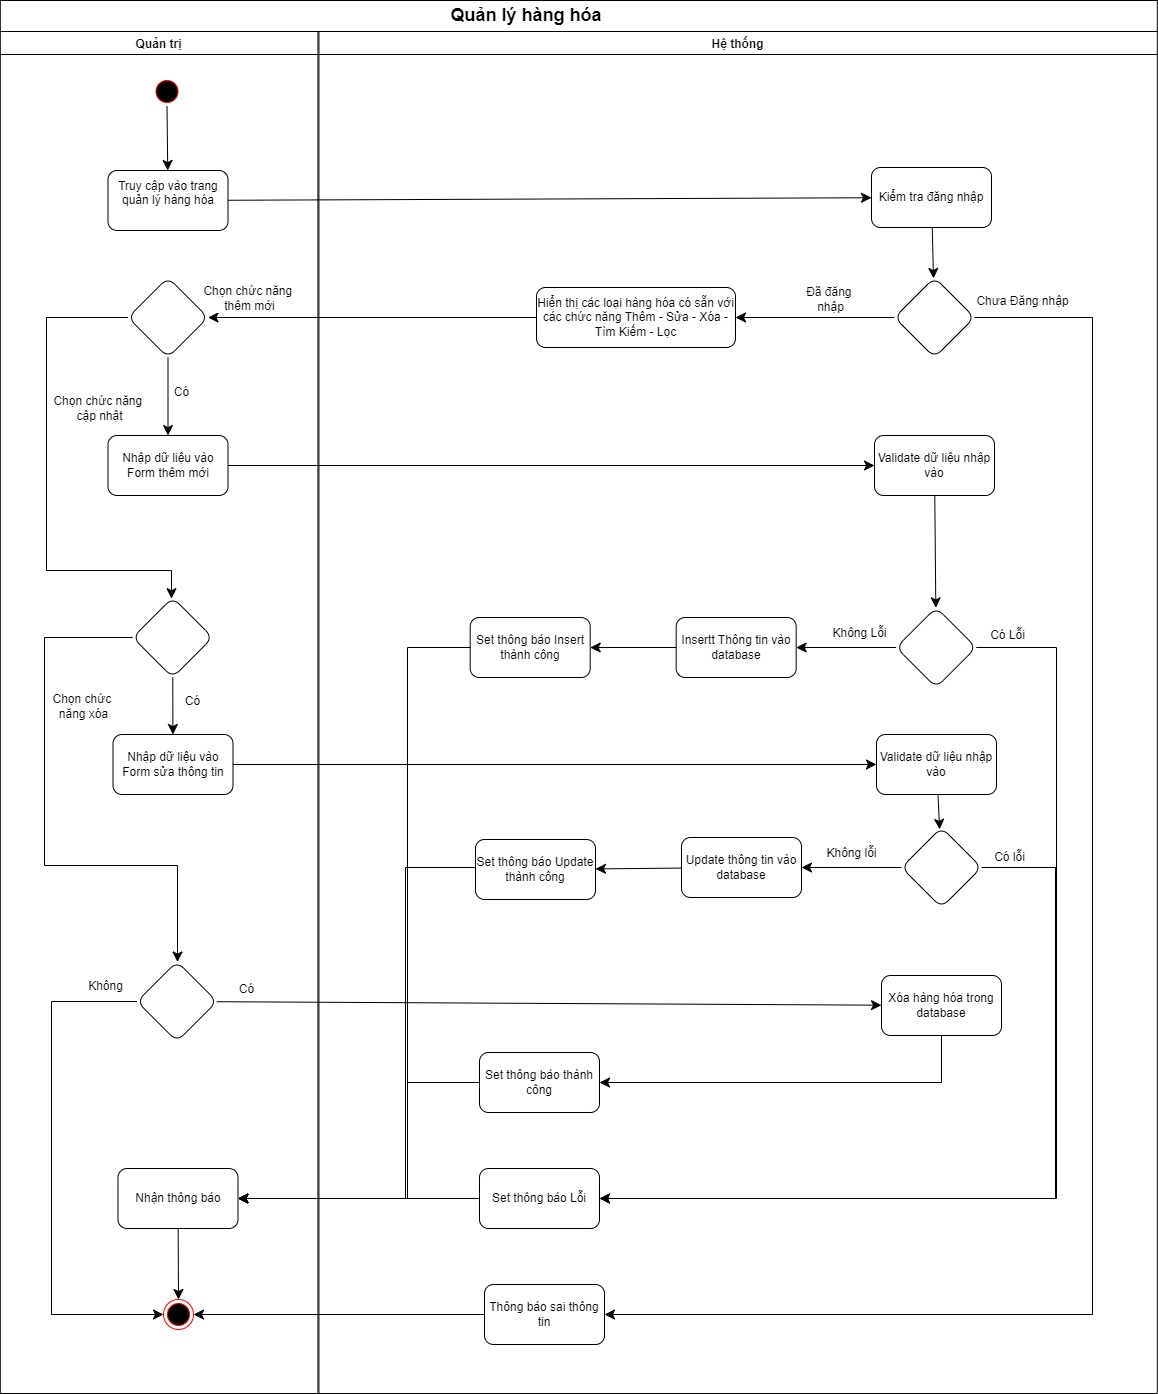 Quản lý hàng hóa
Quản trị
Hệ thống
Truy cập vào trang
quản lý hàng hóa
Kiểm tra đăng nhập
Chọn chức năng
thêm mới
Hiển thị các loại hàng hóa có sẵn với
các chức năng Thêm - Sửa - Xóa -
Tìm Kiếm - Lọc
Đã đăng
nhập
Chưa Đăng nhập
Có
Chọn chức năng
cập nhật
Nhập dữ liệu vào
Form thêm mới
Validate dữ liệu nhập
vào
Set thông báo Insert
thành công
Insertt Thông tin vào
database
Không Lỗi
Có Lỗi
Chọn chức
năng xóa
Có
Nhập dữ liệu vào
Form sửa thông tin
Validate dữ liệu nhập
vào
Set thông báo Update
thành công
Update thông tin vào
database
Không lỗi
Có lỗi
Không
Có
Xóa hàng hóa trong
database
Set thông báo thành
công
Nhận thông báo
Set thông báo Lỗi
Thông báo sai thông
tin